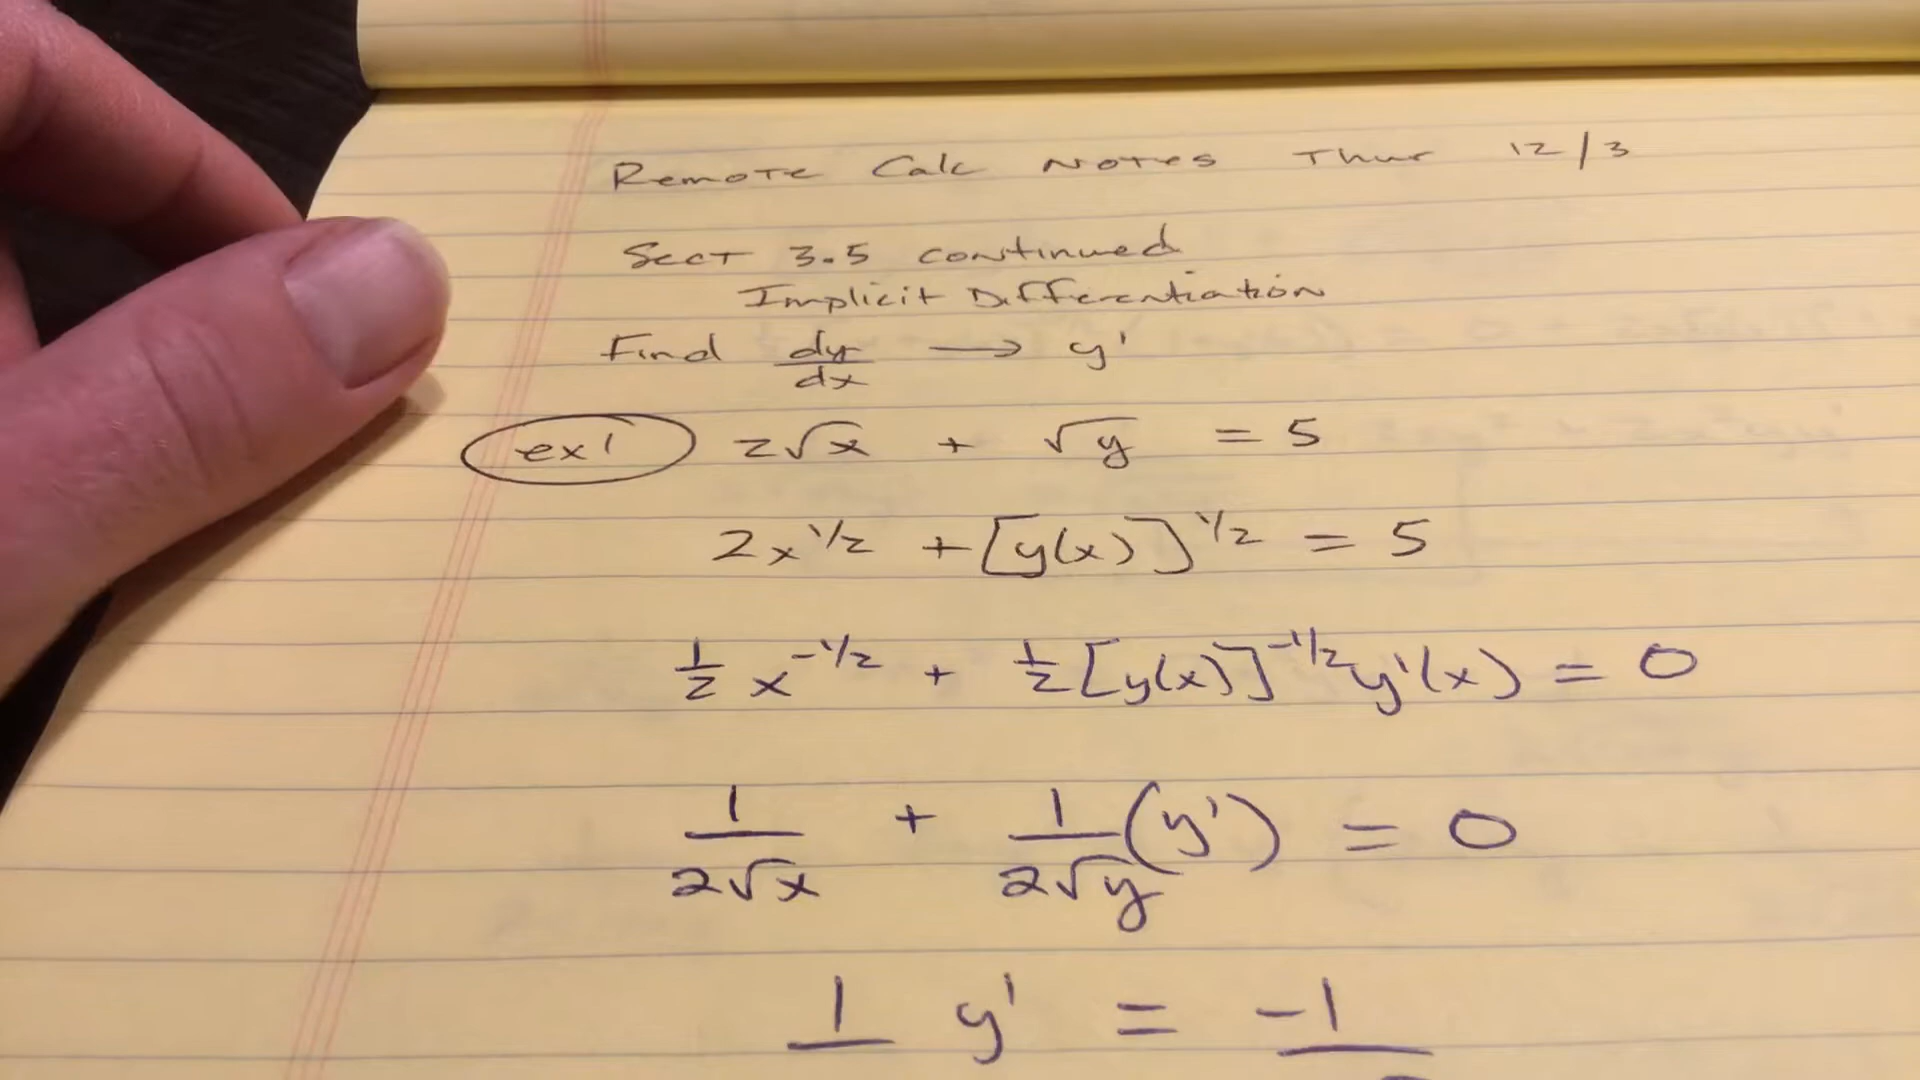 Remote Calc Notes Thur 12/3
Sect 3.5 continued
Implicit Differentiation
Find dy/dx → y'
ex 1 2√x + √y = 5
2x^1/2 + [y(x)]^1/2 = 5
1/2 x^-1/2 + 1/2 [y(x)]^-1/2 y'(x) = 0
1/2√x + 1/2√y (y') = 0
1 y' = -1